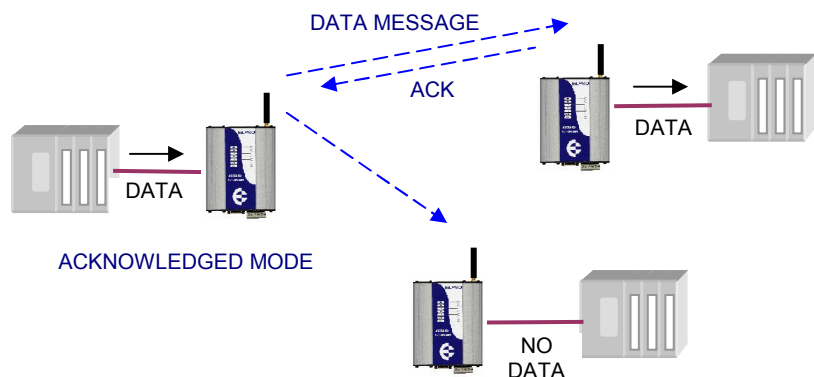 DATA MESSAGE
ACK
DATA
DATA
ACKNOWLEDGED MODE
NO
DATA